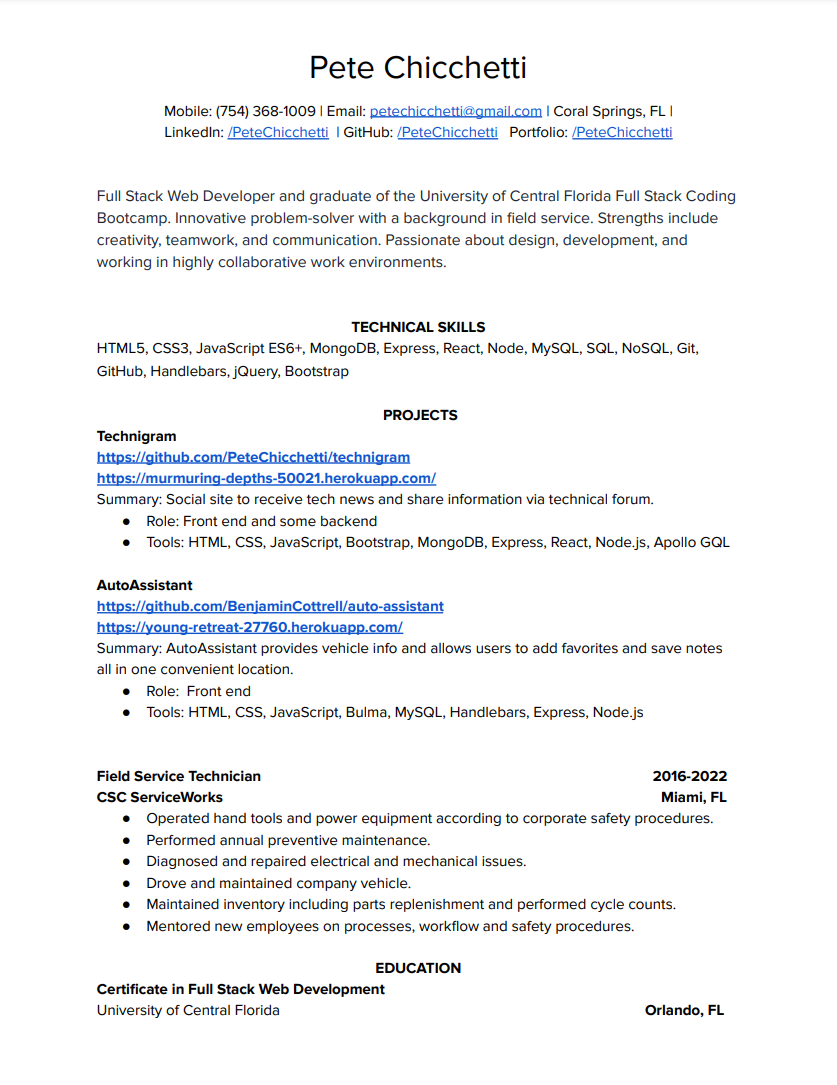 Pete Chicchetti
Mobile: (754) 368-1009 | Email: petechicchetti@gmail.com | Coral Springs, FL |
LinkedIn: /PeteChicchetti | GitHub: /PeteChicchetti Portfolio: /PeteChicchetti
Full Stack Web Developer and graduate of the University of Central Florida Full Stack Coding
Bootcamp. Innovative problem-solver with a background in field service. Strengths include
creativity, teamwork, and communication. Passionate about design, development, and
working in highly collaborative work environments.
TECHNICAL SKILLS
HTML5, CSS3, JavaScript ES6+, MongoDB, Express, React, Node, MySQL, SQL, NoSQL, Git,
GitHub, Handlebars, jQuery, Bootstrap
PROJECTS
Technigram
https://github.com/PeteChicchetti/technigram
https://murmuring-depths-50021.herokuapp.com/
Summary: Social site to receive tech news and share information via technical forum.
● Role: Front end and some backend
● Tools: HTML, CSS, JavaScript, Bootstrap, MongoDB, Express, React, Node.js, Apollo GQL
AutoAssistant
https://github.com/BenjaminCottrell/auto-assistant
https://young-retreat-27760.herokuapp.com/
Summary: AutoAssistant provides vehicle info and allows users to add favorites and save notes
all in one convenient location.
● Role: Front end
● Tools: HTML, CSS, JavaScript, Bulma, MySQL, Handlebars, Express, Node.js
Field Service Technician 2016-2022
CSC ServiceWorks Miami, FL
● Operated hand tools and power equipment according to corporate safety procedures.
● Performed annual preventive maintenance.
● Diagnosed and repaired electrical and mechanical issues.
● Drove and maintained company vehicle.
● Maintained inventory including parts replenishment and performed cycle counts.
● Mentored new employees on processes, workflow and safety procedures.
EDUCATION
Certificate in Full Stack Web Development
University of Central Florida Orlando, FL